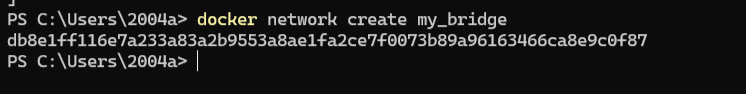 PS C:\Users\2004a> docker network create my_bridge
db8e1ff116e7a233a83a2b9553a8ae1fa2ce7f0073b89a96163466ca8e9c0f87
PS C:\Users\2004a>